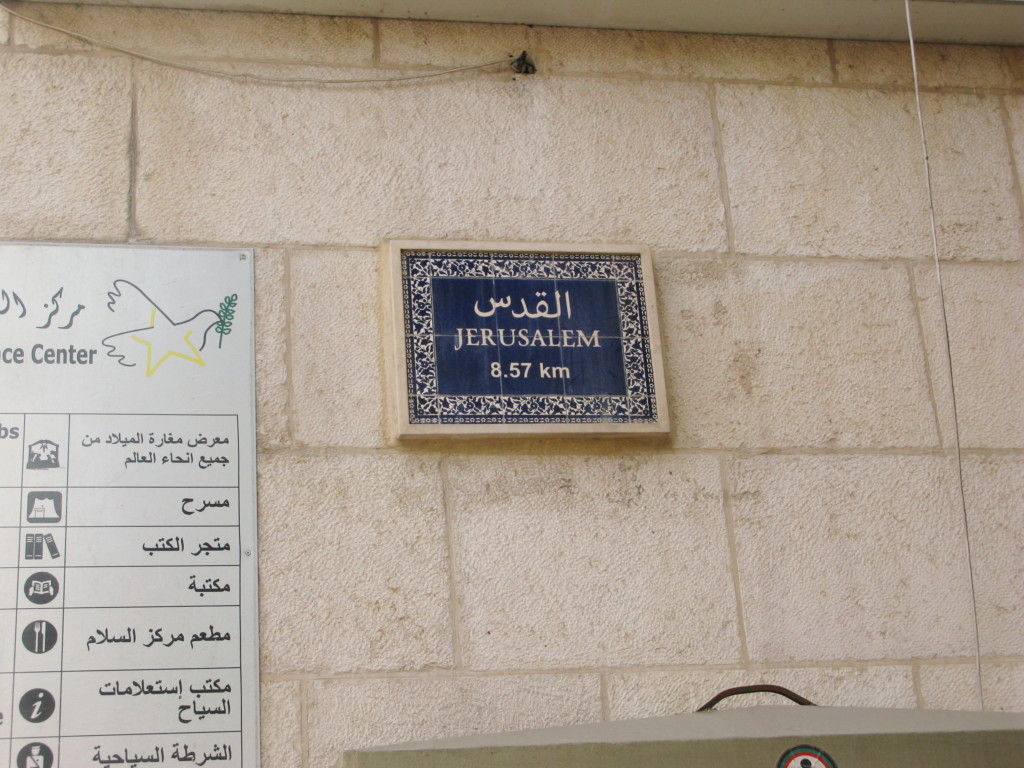 مركز
ce Center
معرض مغارة الميلاد من
جميع انحاء العالم
مسرح
متجر الكتب
مكتبة
مطعم مركز السلام
مكتب إستعلامات
السياح
الشرطة السياحية
القدس
JERUSALEM
8.57 km